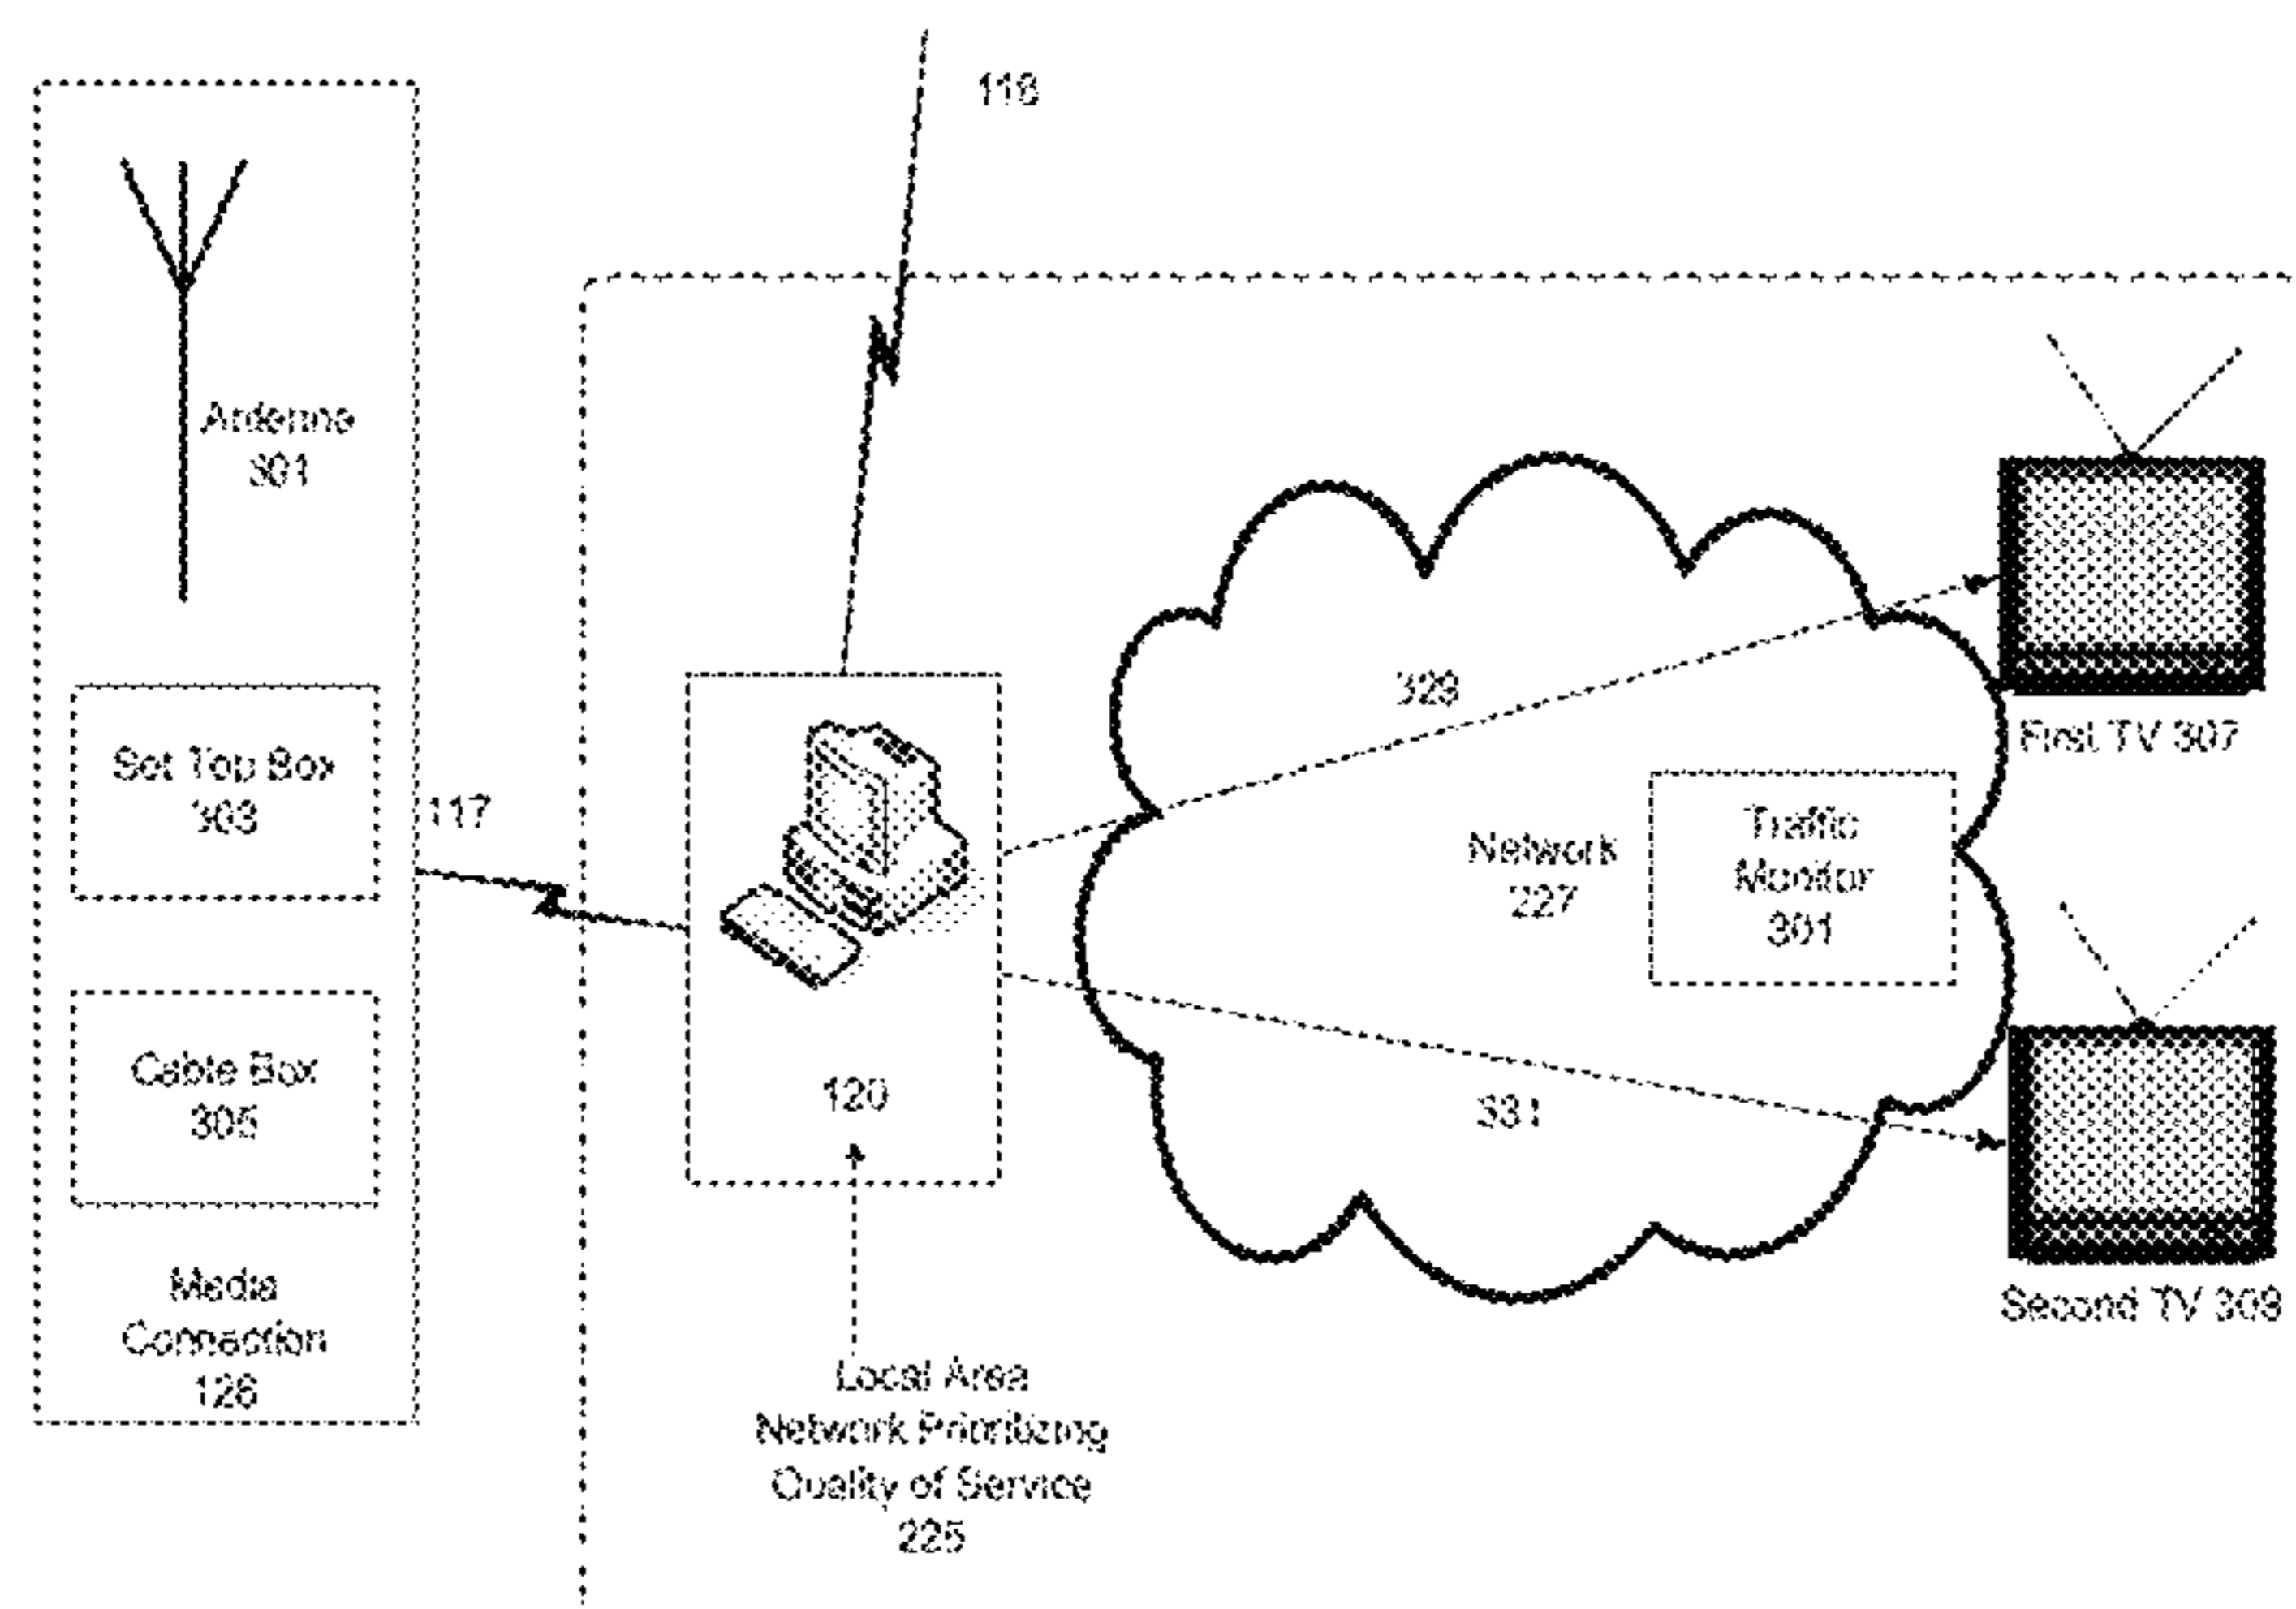 118
Antenna
301
Set Top Box
303
117
Cable Box
305
Media
Connection
126
120
Local Area
Network Prioritizing
Quality of Service
225
329
Network
227
Traffic
Monitor
301
331
First TV 307
Second TV 309